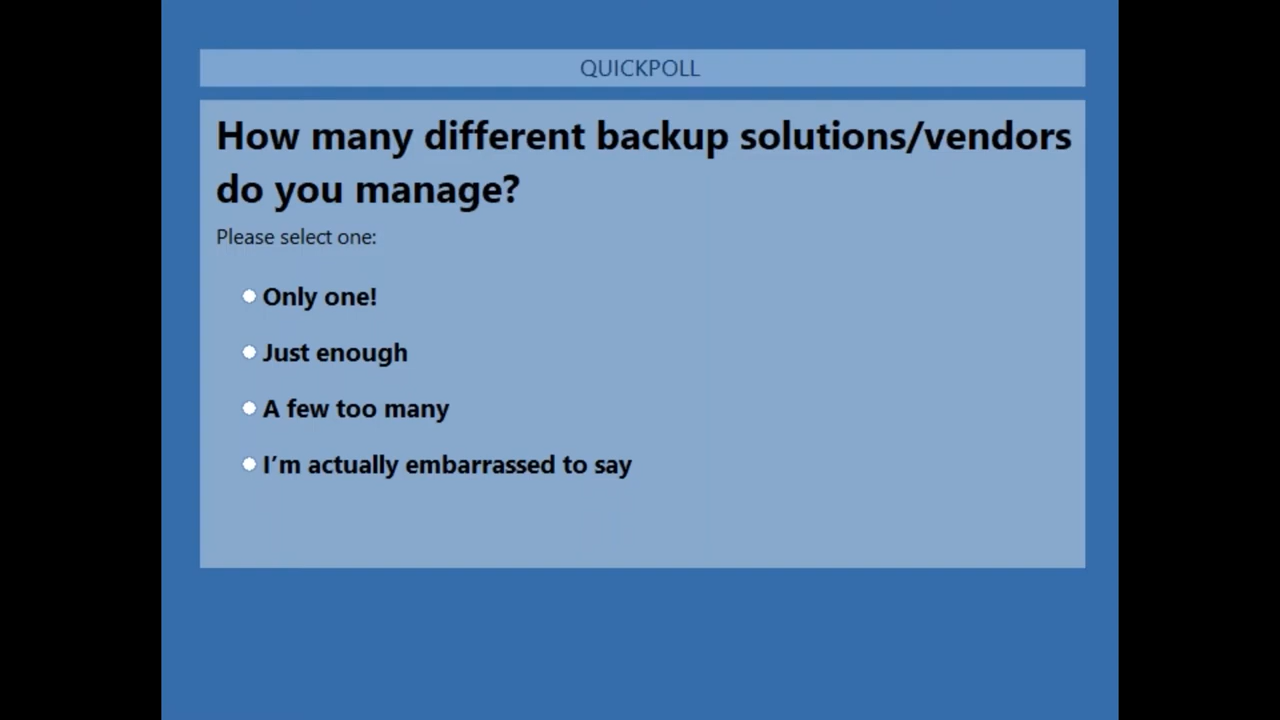 QUICKPOLL
How many different backup solutions/vendors
do you manage?
Please select one:
Only one!
Just enough
A few too many
I’m actually embarrassed to say